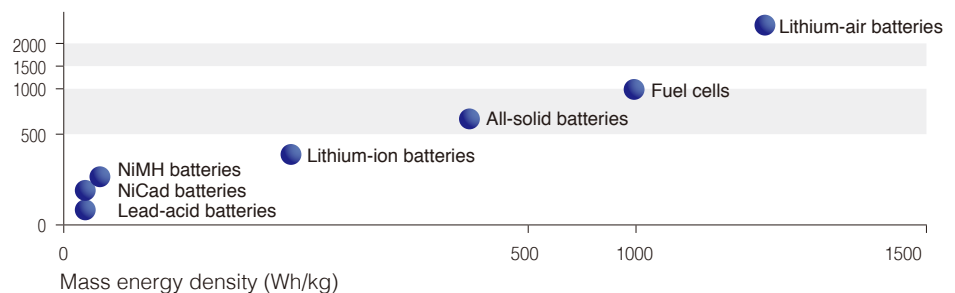 Lithium-air batteries
2000
1500
1000
Fuel cells
All-solid batteries
500
Lithium-ion batteries
NiMH batteries
NiCad batteries
Lead-acid batteries
0
0 500 1000 1500
Mass energy density (Wh/kg)